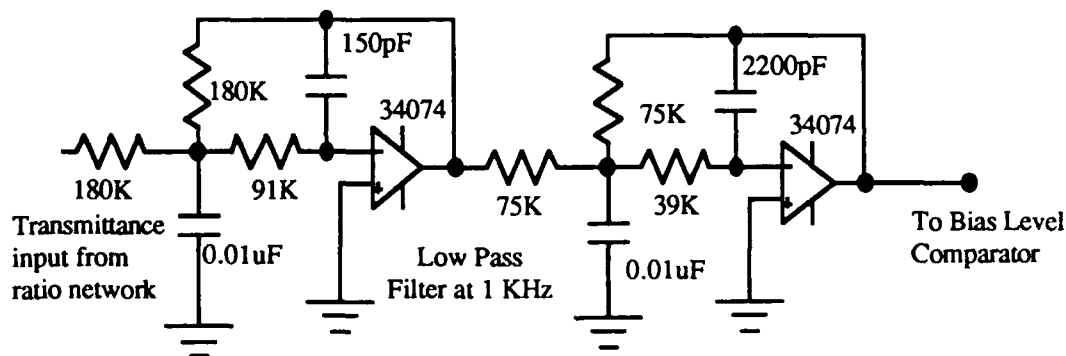 150pF
180K
34074
180K
91K
0.01uF
Transmittance
input from
ratio network
Low Pass
Filter at 1 KHz
75K
2200pF
75K
34074
39K
0.01uF
To Bias Level
Comparator